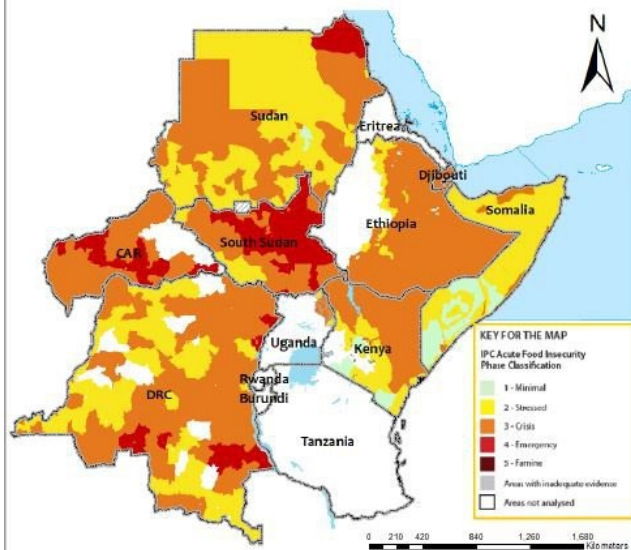 N
Sudan
Eritrea
Djibouti
Ethiopia
Somalia
CAR
South Sudan
Uganda
Kenya
DRC
Rwanda
Burundi
Tanzania
KEY FOR THE MAP
IPC Acute Food Insecurity
Phase Classification
1 - Minimal
2 - Stressed
3 - Crisis
4 - Emergency
5 - Famine
Areas with inadequate evidence
Areas not analysed
0 210 420 840 1,260 1,680
Kilometers